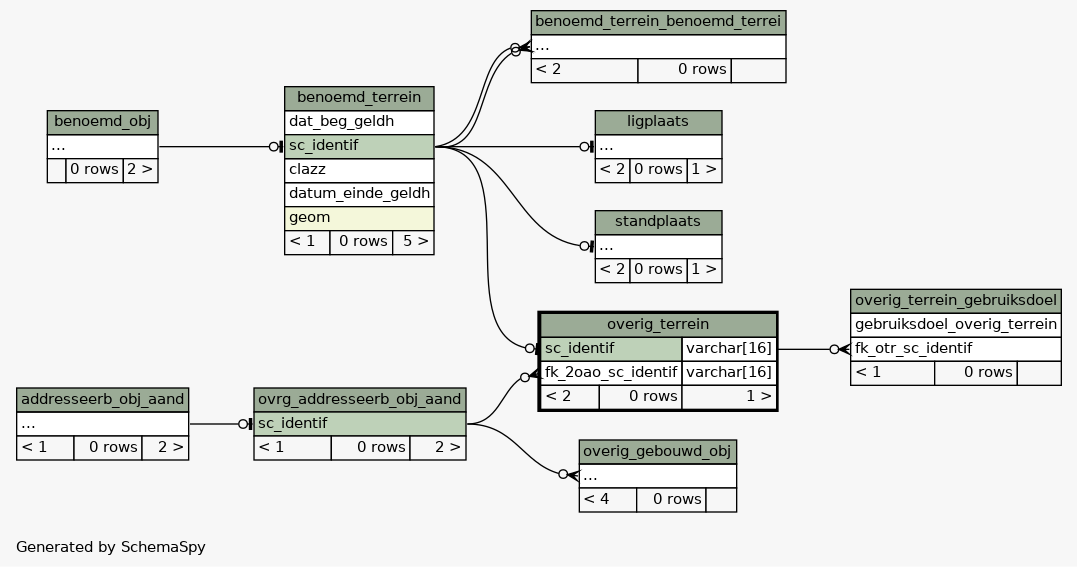 benoemd_terrein_benoemd_terrei
...
< 2 0 rows
benoemd_terrein
dat_beg_geldh
sc_identif
clazz
datum_einde_geldh
geom
< 1 0 rows 5 >
benoemd_obj
...
0 rows 2 >
ligplaats
...
< 2 0 rows 1 >
standplaats
...
< 2 0 rows 1 >
overig_terrein
sc_identif varchar[16]
fk_2oao_sc_identif varchar[16]
< 2 0 rows 1 >
overig_terrein_gebruiksdoel
gebruiksdoel_overig_terrein
fk_otr_sc_identif
< 1 0 rows
addresseerb_obj_aand
...
< 1 0 rows 2 >
ovrg_addresseerb_obj_aand
sc_identif
< 1 0 rows 2 >
overig_gebouwd_obj
...
< 4 0 rows
Generated by SchemaSpy